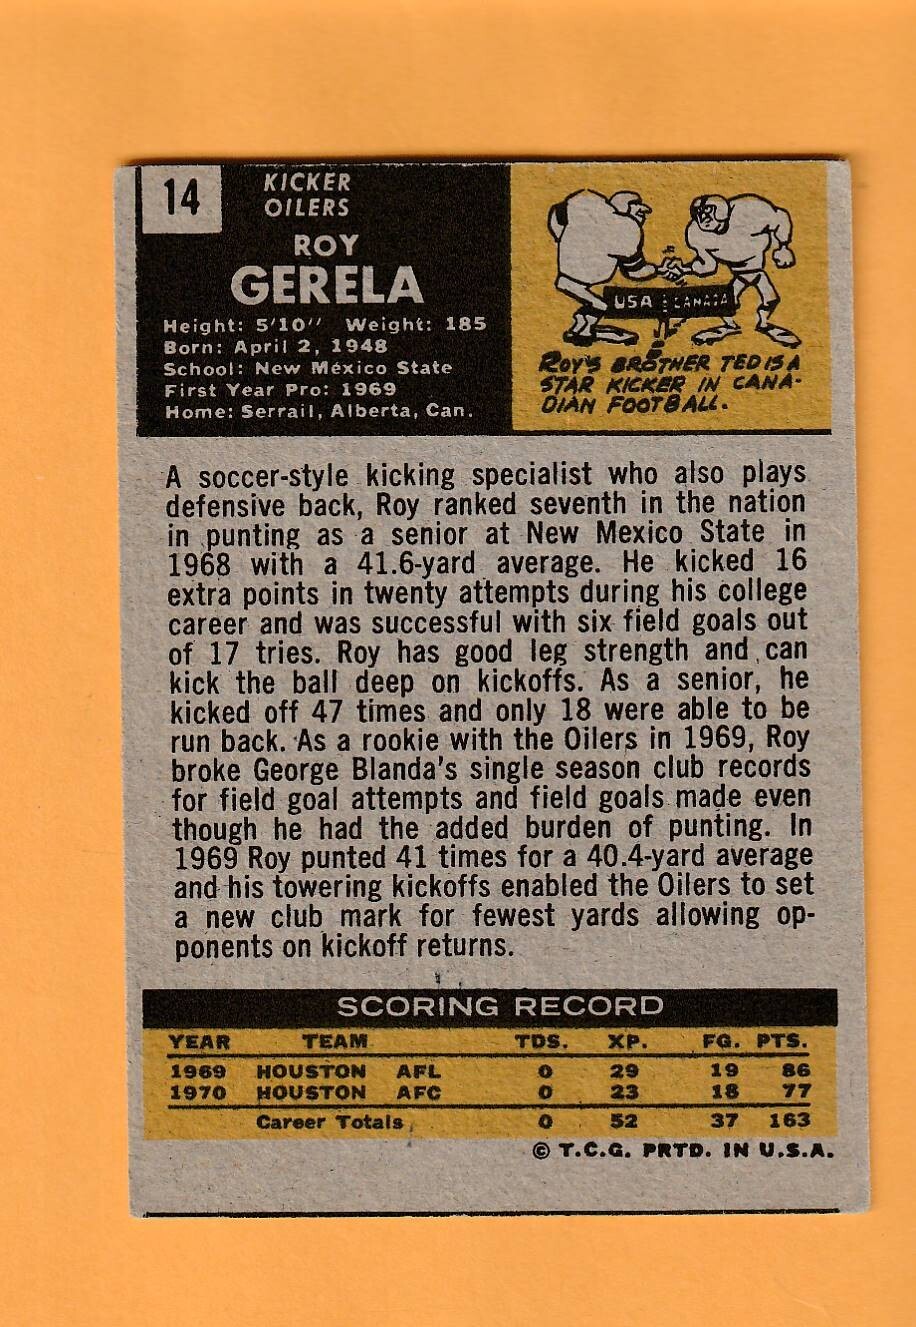 14
KICKER
OILERS
ROY
GERELA
Height: 5'10" Weight: 185
Born: April 2, 1948
School: New Mexico State
First Year Pro: 1969
Home: Serrail, Alberta, Can.
USA CANADA
ROY'S BROTHER TED IS A
STAR KICKER IN CANA-
DIAN FOOTBALL.
A soccer-style kicking specialist who also plays
defensive back, Roy ranked seventh in the nation
in punting as a senior at New Mexico State in
1968 with a 41.6-yard average. He kicked 16
extra points in twenty attempts during his college
career and was successful with six field goals out
of 17 tries. Roy has good leg strength and can
kick the ball deep on kickoffs. As a senior, he
kicked off 47 times and only 18 were able to be
run back. As a rookie with the Oilers in 1969, Roy
broke George Blanda's single season club records
for field goal attempts and field goals made even
though he had the added burden of punting. In
1969 Roy punted 41 times for a 40.4-yard average
and his towering kickoffs enabled the Oilers to set
a new club mark for fewest yards allowing op-
ponents on kickoff returns.
SCORING RECORD
YEAR TEAM TDS. XP. FG. PTS.
1969 HOUSTON AFL 0 29 19 86
1970 HOUSTON AFC 0 23 18 77
Career Totals 0 52 37 163
© T.C.G. PRTD. IN U.S.A.